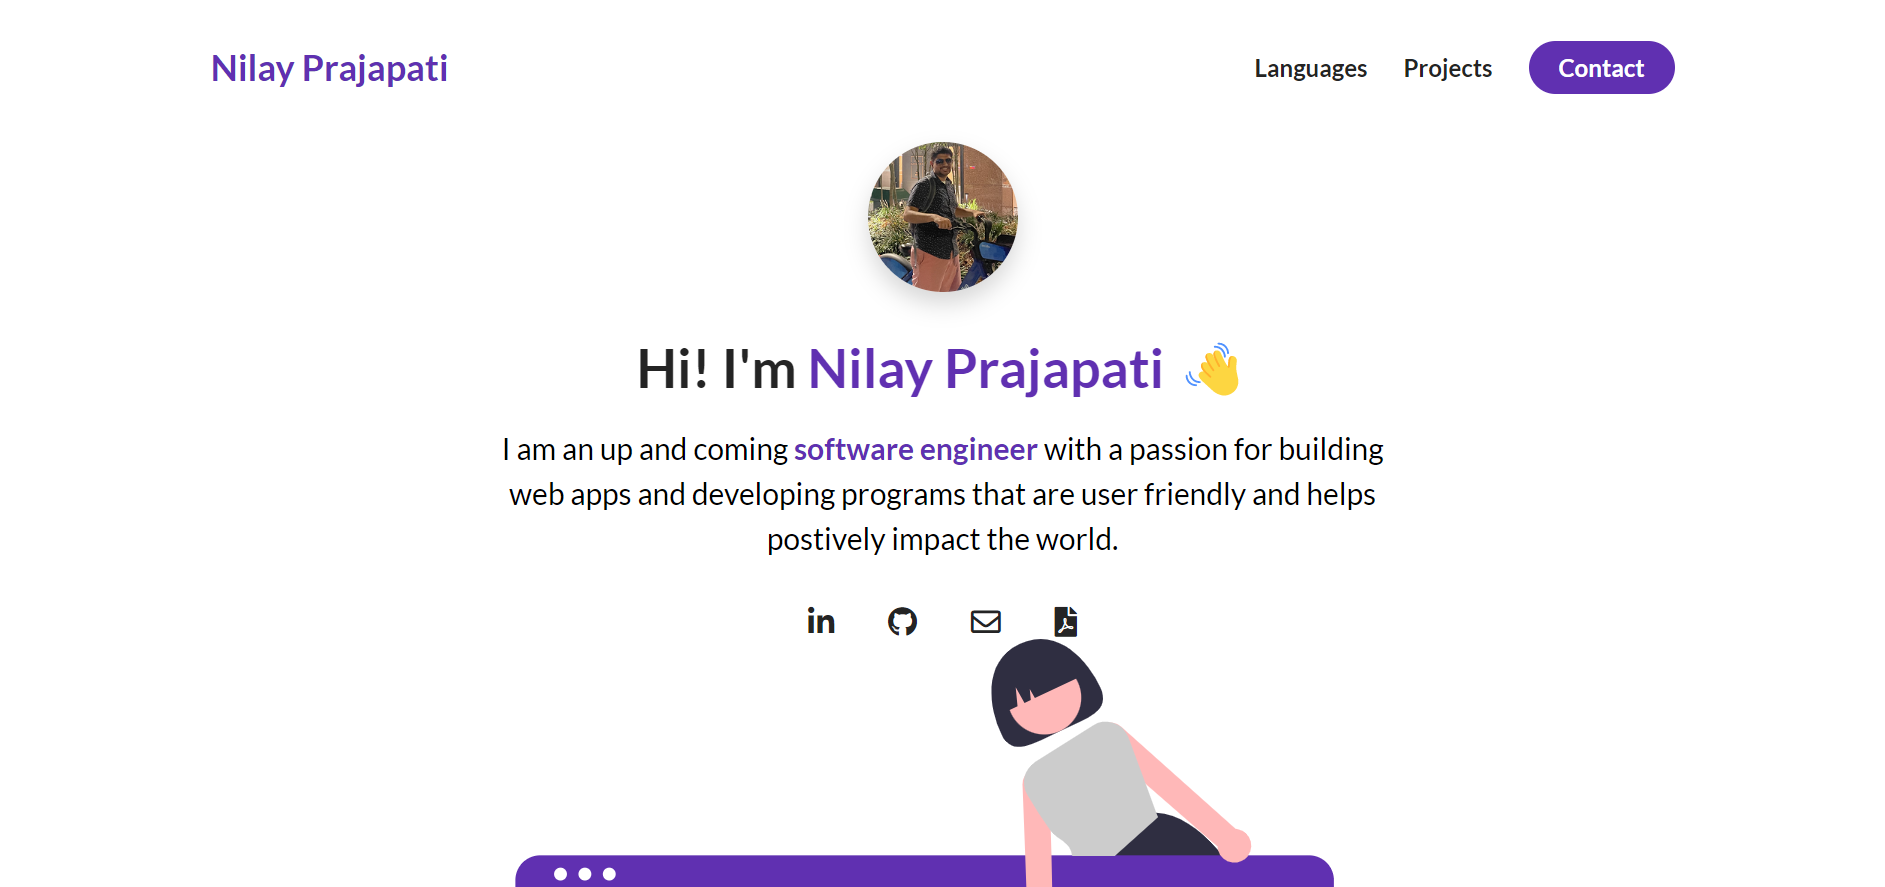 Nilay Prajapati
Languages Projects Contact
Hi! I'm Nilay Prajapati 👋
I am an up and coming software engineer with a passion for building
web apps and developing programs that are user friendly and helps
postively impact the world.